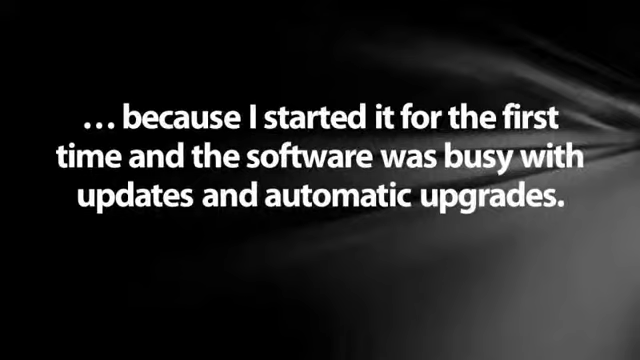 ... because I started it for the first
time and the software was busy with
updates and automatic upgrades.